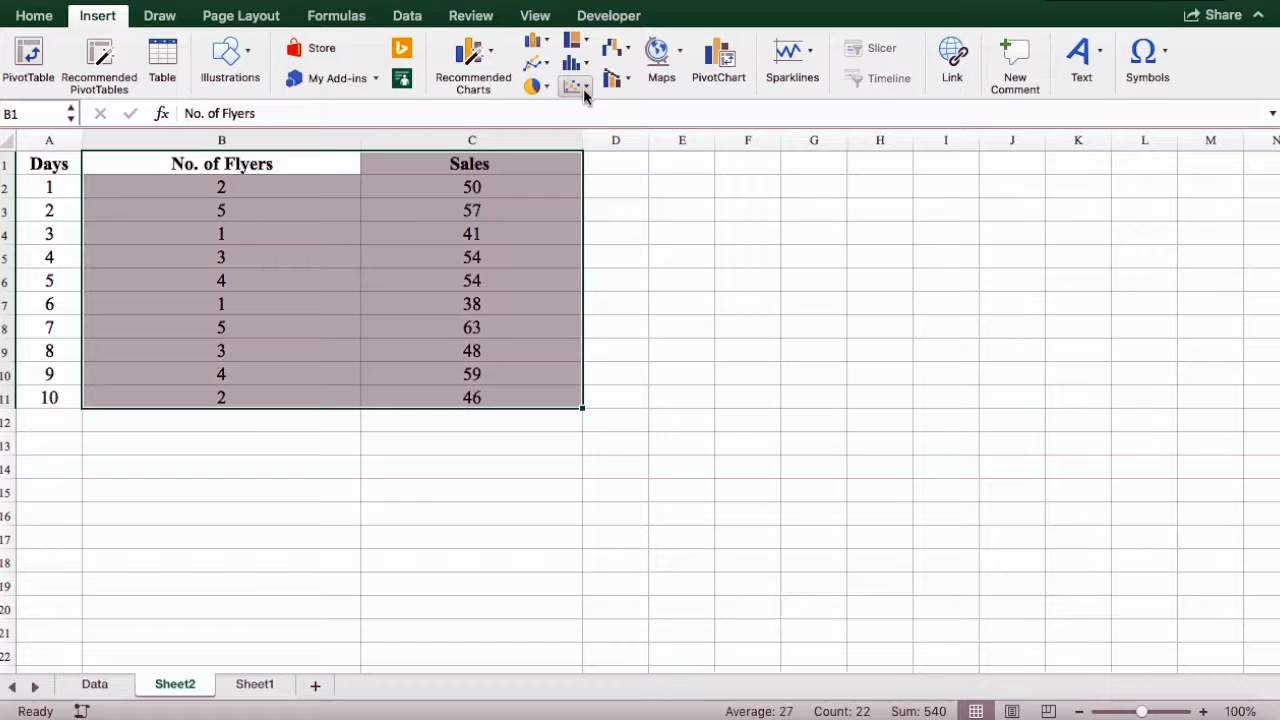 Home Insert Draw Page Layout Formulas Data Review View Developer Share
Store
Slicer
My Add-ins
Timeline
PivotTable Recommended PivotTables Table Illustrations Recommended Charts Maps PivotChart Sparklines Link New Comment Text Symbols
B1 fx No. of Flyers
A B C D E F G H I J K L M N
1 Days No. of Flyers Sales
2 1 2 50
3 2 5 57
4 3 1 41
5 4 3 54
6 5 4 54
7 6 1 38
8 7 5 63
9 8 3 48
10 9 4 59
11 10 2 46
12
13
14
15
16
17
18
19
20
21
22
Data Sheet2 Sheet1 +
Ready Average: 27 Count: 22 Sum: 540 − + 100%